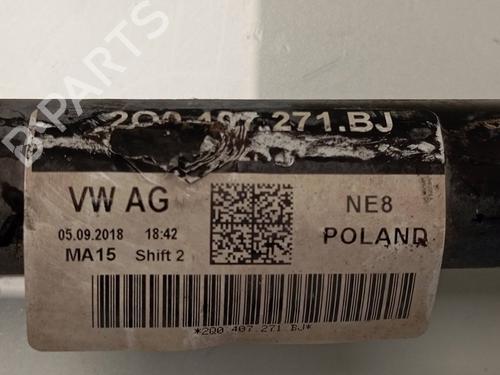 B-PARTS
2Q0.407.271.BJ
VW AG
NE8
05.09.2018 18:42
POLAND
MA15 Shift 2
*2Q0 407.271.BJ*